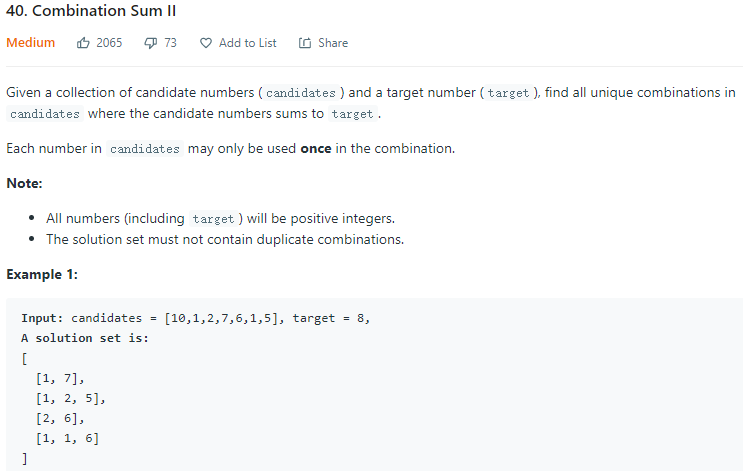 40. Combination Sum II
Medium 2065 73 Add to List Share
Given a collection of candidate numbers ( candidates ) and a target number ( target ), find all unique combinations in
candidates where the candidate numbers sums to target .
Each number in candidates may only be used once in the combination.
Note:
• All numbers (including target ) will be positive integers.
• The solution set must not contain duplicate combinations.
Example 1:
Input: candidates = [10,1,2,7,6,1,5], target = 8,
A solution set is:
[
[1, 7],
[1, 2, 5],
[2, 6],
[1, 1, 6]
]